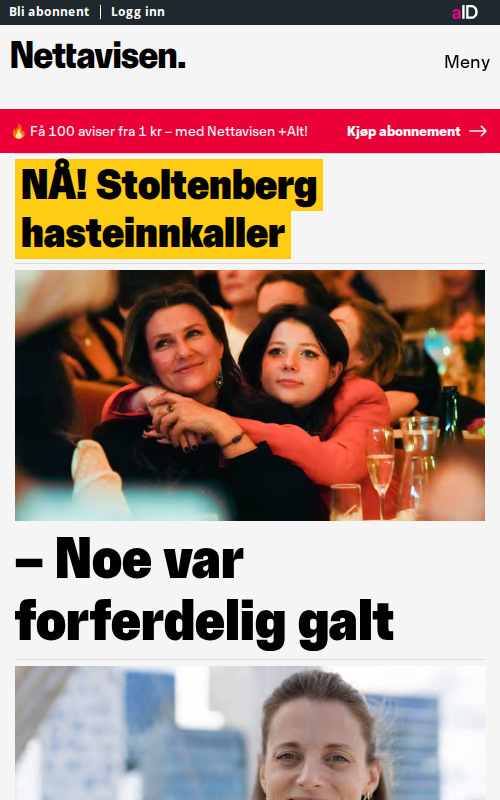 Bli abonnent | Logg inn
aID
Nettavisen.
Meny
🔥 Få 100 aviser fra 1 kr – med Nettavisen +Alt!
Kjøp abonnement →
NÅ! Stoltenberg
hasteinnkaller
– Noe var
forferdelig galt